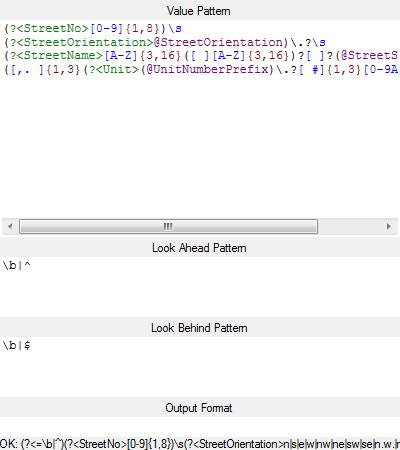 Value Pattern
(?<StreetNo>[0-9]{1,8})\s
(?<StreetOrientation>@StreetOrientation)\.?\s
(?<StreetName>[A-Z]{3,16}([ ][A-Z]{3,16})?[ ]?(@StreetS
([,. ]{1,3}(?<Unit>(@UnitNumberPrefix)\.?[ #]{1,3}[0-9A
Look Ahead Pattern
\b|^
Look Behind Pattern
\b|$
Output Format
OK: (?<=\b|^)(?<StreetNo>[0-9]{1,8})\s(?<StreetOrientation>n|s|e|w|nw|ne|sw|se|n.w.|n